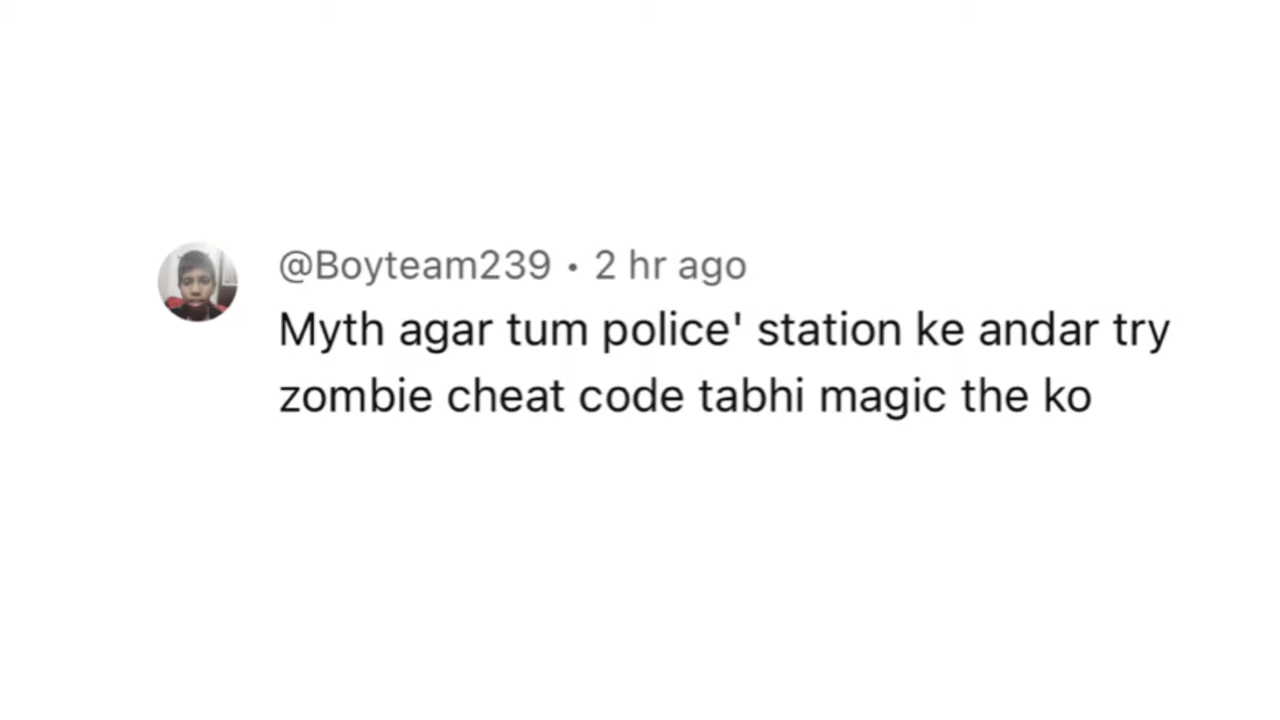 @Boyteam239 • 2 hr ago
Myth agar tum police' station ke andar try
zombie cheat code tabhi magic the ko